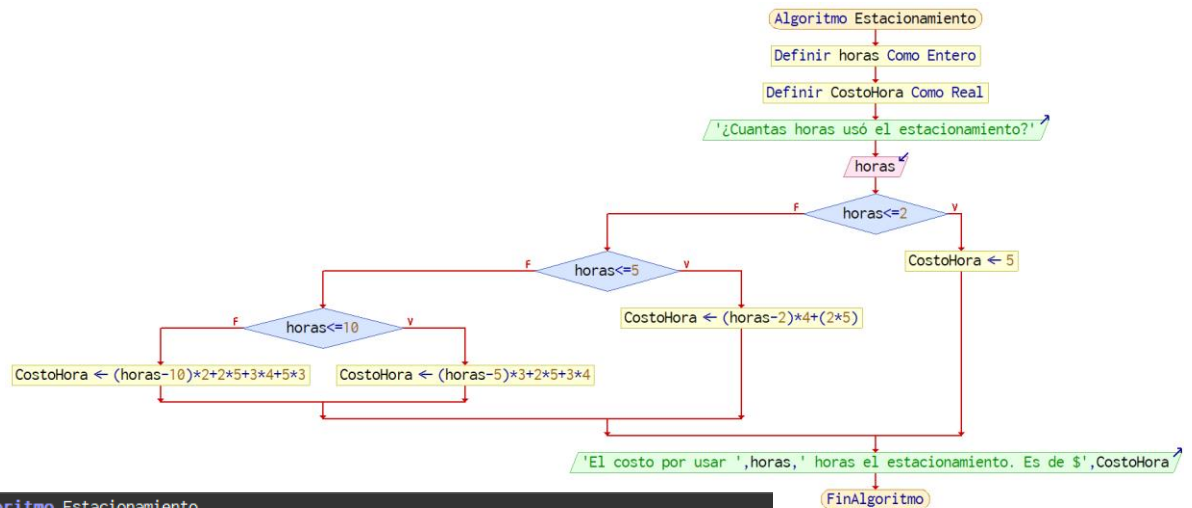 Algoritmo Estacionamiento
Definir horas Como Entero
Definir CostoHora Como Real
'¿Cuantas horas usó el estacionamiento?'
horas
F horas<=2 V
CostoHora ← 5
F horas<=5 V
CostoHora ← (horas-2)*4+(2*5)
F horas<=10 V
CostoHora ← (horas-10)*2+2*5+3*4+5*3
CostoHora ← (horas-5)*3+2*5+3*4
'El costo por usar ',horas,' horas el estacionamiento. Es de $',CostoHora
FinAlgoritmo
oritmo Estacionamiento